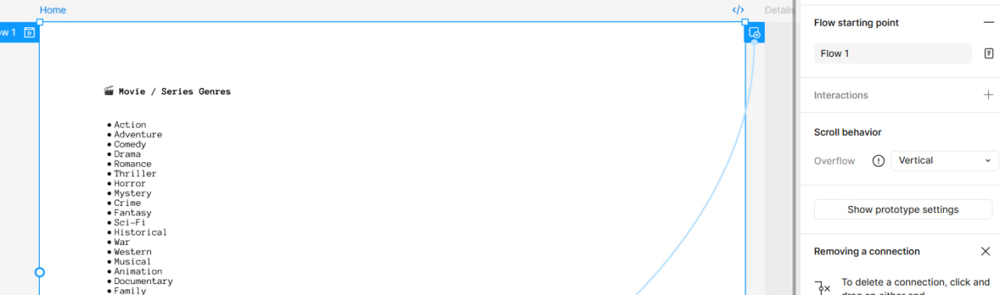 Home
</>
Details
w 1
Movie / Series Genres
Action
Adventure
Comedy
Drama
Romance
Thriller
Horror
Mystery
Crime
Fantasy
Sci-Fi
Historical
War
Western
Musical
Animation
Documentary
Family
Flow starting point
Flow 1
Interactions
Scroll behavior
Overflow
Vertical
Show prototype settings
Removing a connection
To delete a connection, click and
drag on either end